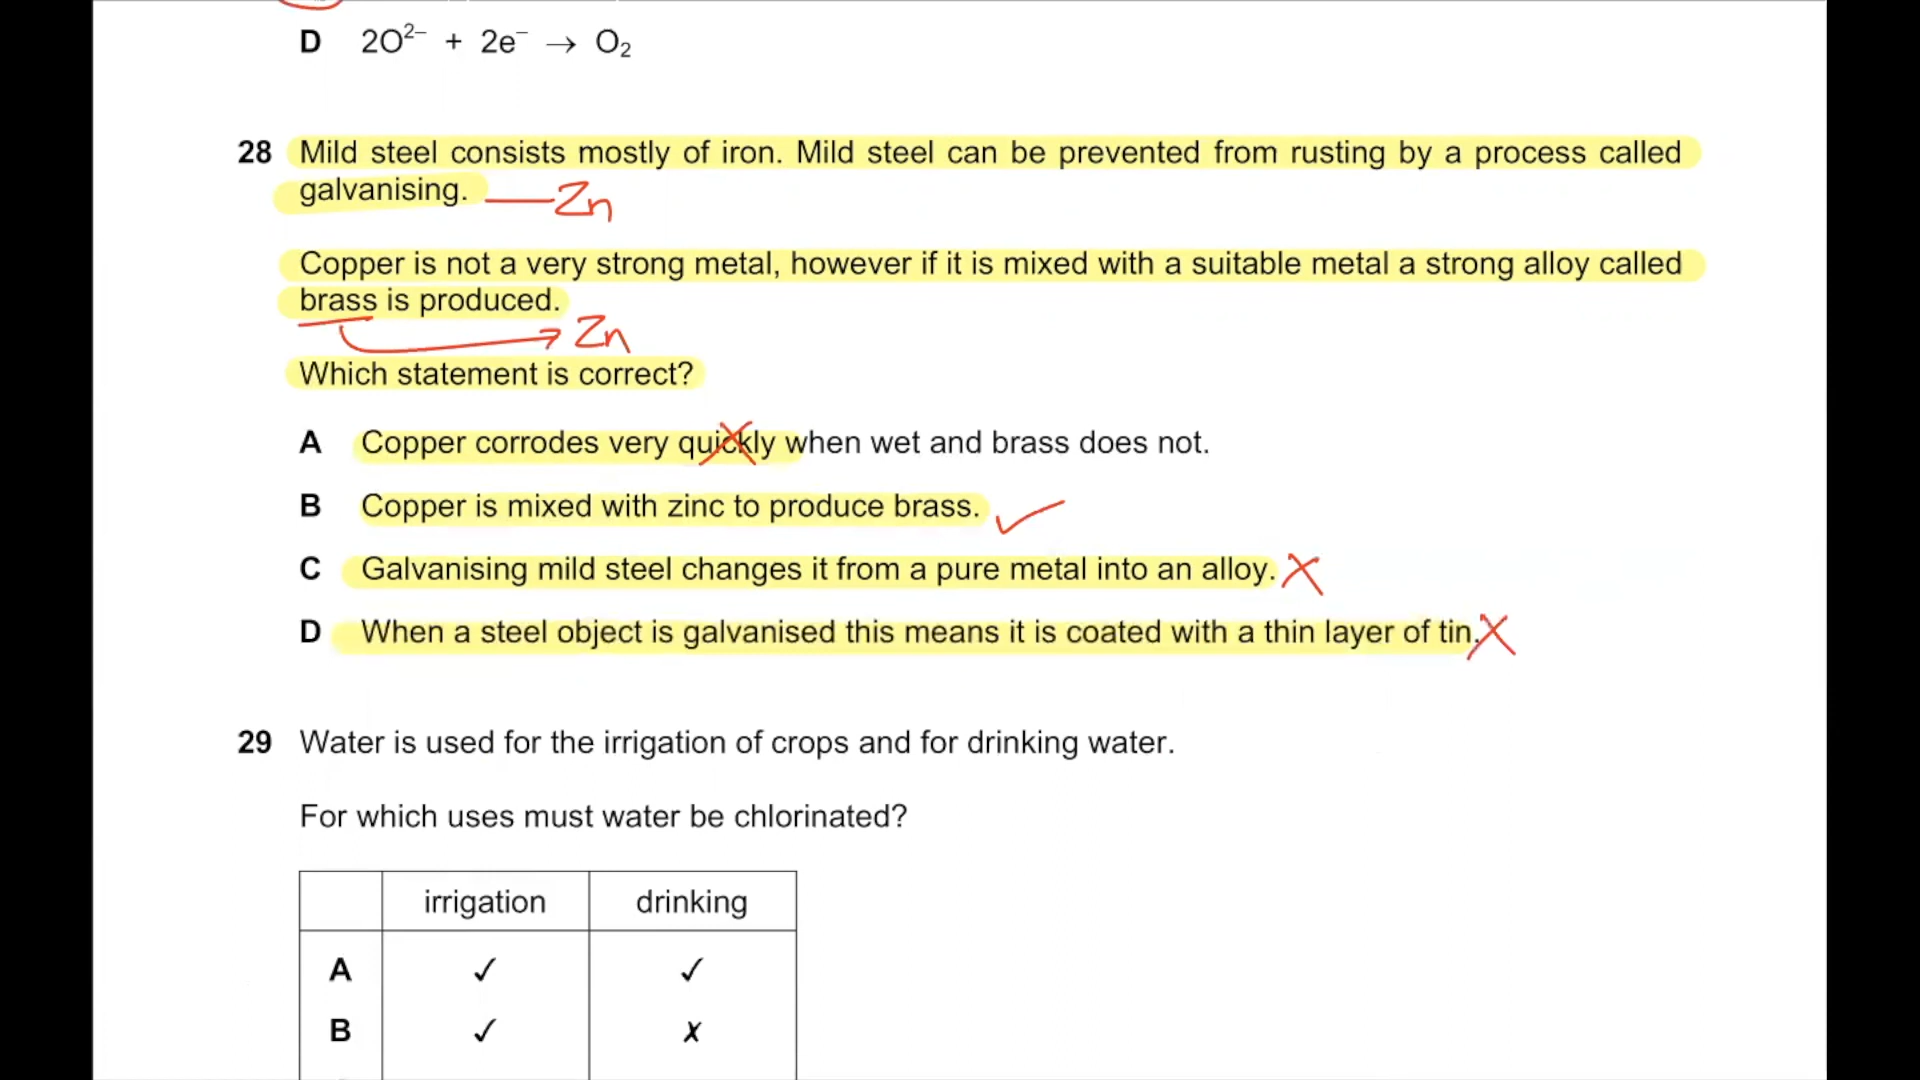 D 2O²⁻ + 2e⁻ → O₂
28 Mild steel consists mostly of iron. Mild steel can be prevented from rusting by a process called
galvanising. Zn
Copper is not a very strong metal, however if it is mixed with a suitable metal a strong alloy called
brass is produced.
Zn
Which statement is correct?
A Copper corrodes very quickly when wet and brass does not.
B Copper is mixed with zinc to produce brass. ✓
C Galvanising mild steel changes it from a pure metal into an alloy. X
D When a steel object is galvanised this means it is coated with a thin layer of tin. X
29 Water is used for the irrigation of crops and for drinking water.
For which uses must water be chlorinated?
irrigation drinking
A ✓ ✓
B ✓ ✗